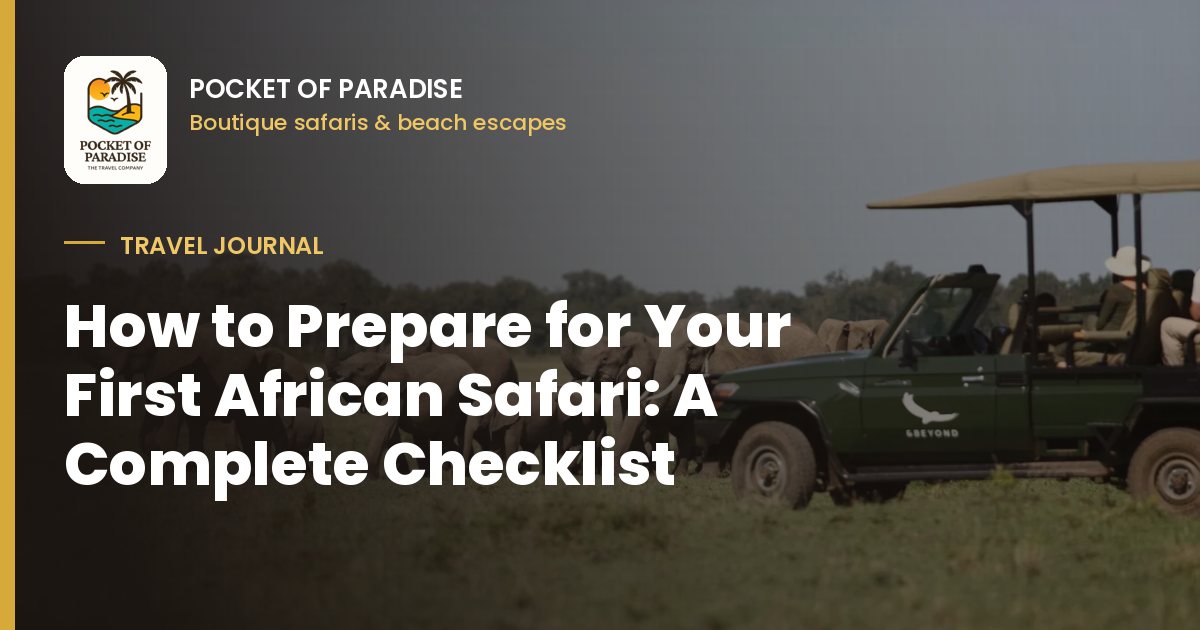 POCKET OF
PARADISE
THE TRAVEL COMPANY
POCKET OF PARADISE
Boutique safaris & beach escapes
TRAVEL JOURNAL
How to Prepare for Your
First African Safari: A
Complete Checklist
&BEYOND